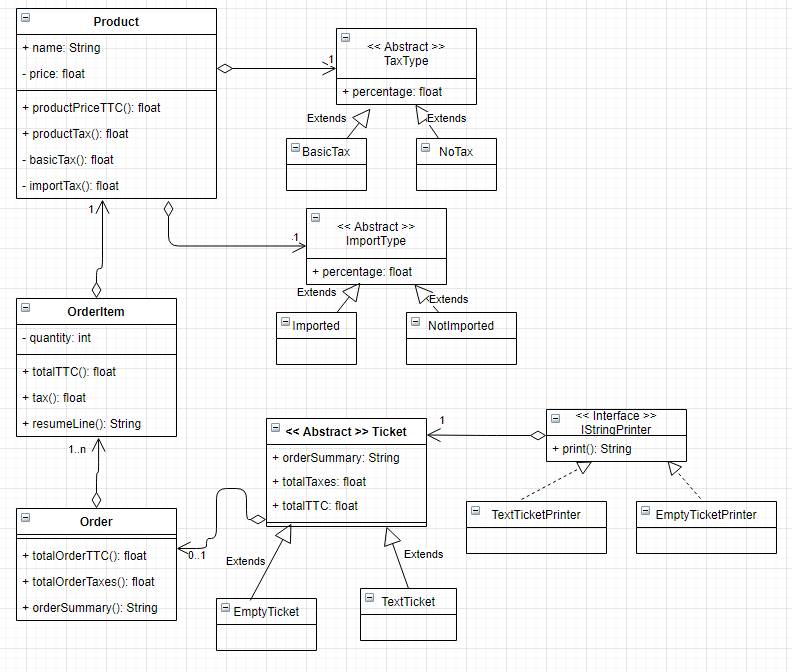 Product
+ name: String
- price: float
+ productPriceTTC(): float
+ productTax(): float
- basicTax(): float
- importTax(): float
1
<< Abstract >>
TaxType
+ percentage: float
Extends
Extends
BasicTax
NoTax
1
.1
<< Abstract >>
ImportType
+ percentage: float
Extends
Extends
Imported
NotImported
OrderItem
- quantity: int
+ totalTTC(): float
+ tax(): float
+ resumeLine(): String
1..n
Order
+ totalOrderTTC(): float
+ totalOrderTaxes(): float
+ orderSummary(): String
0..1
<< Abstract >> Ticket
+ orderSummary: String
+ totalTaxes: float
+ totalTTC: float
Extends
Extends
EmptyTicket
TextTicket
1
<< Interface >>
IStringPrinter
+ print(): String
TextTicketPrinter
EmptyTicketPrinter